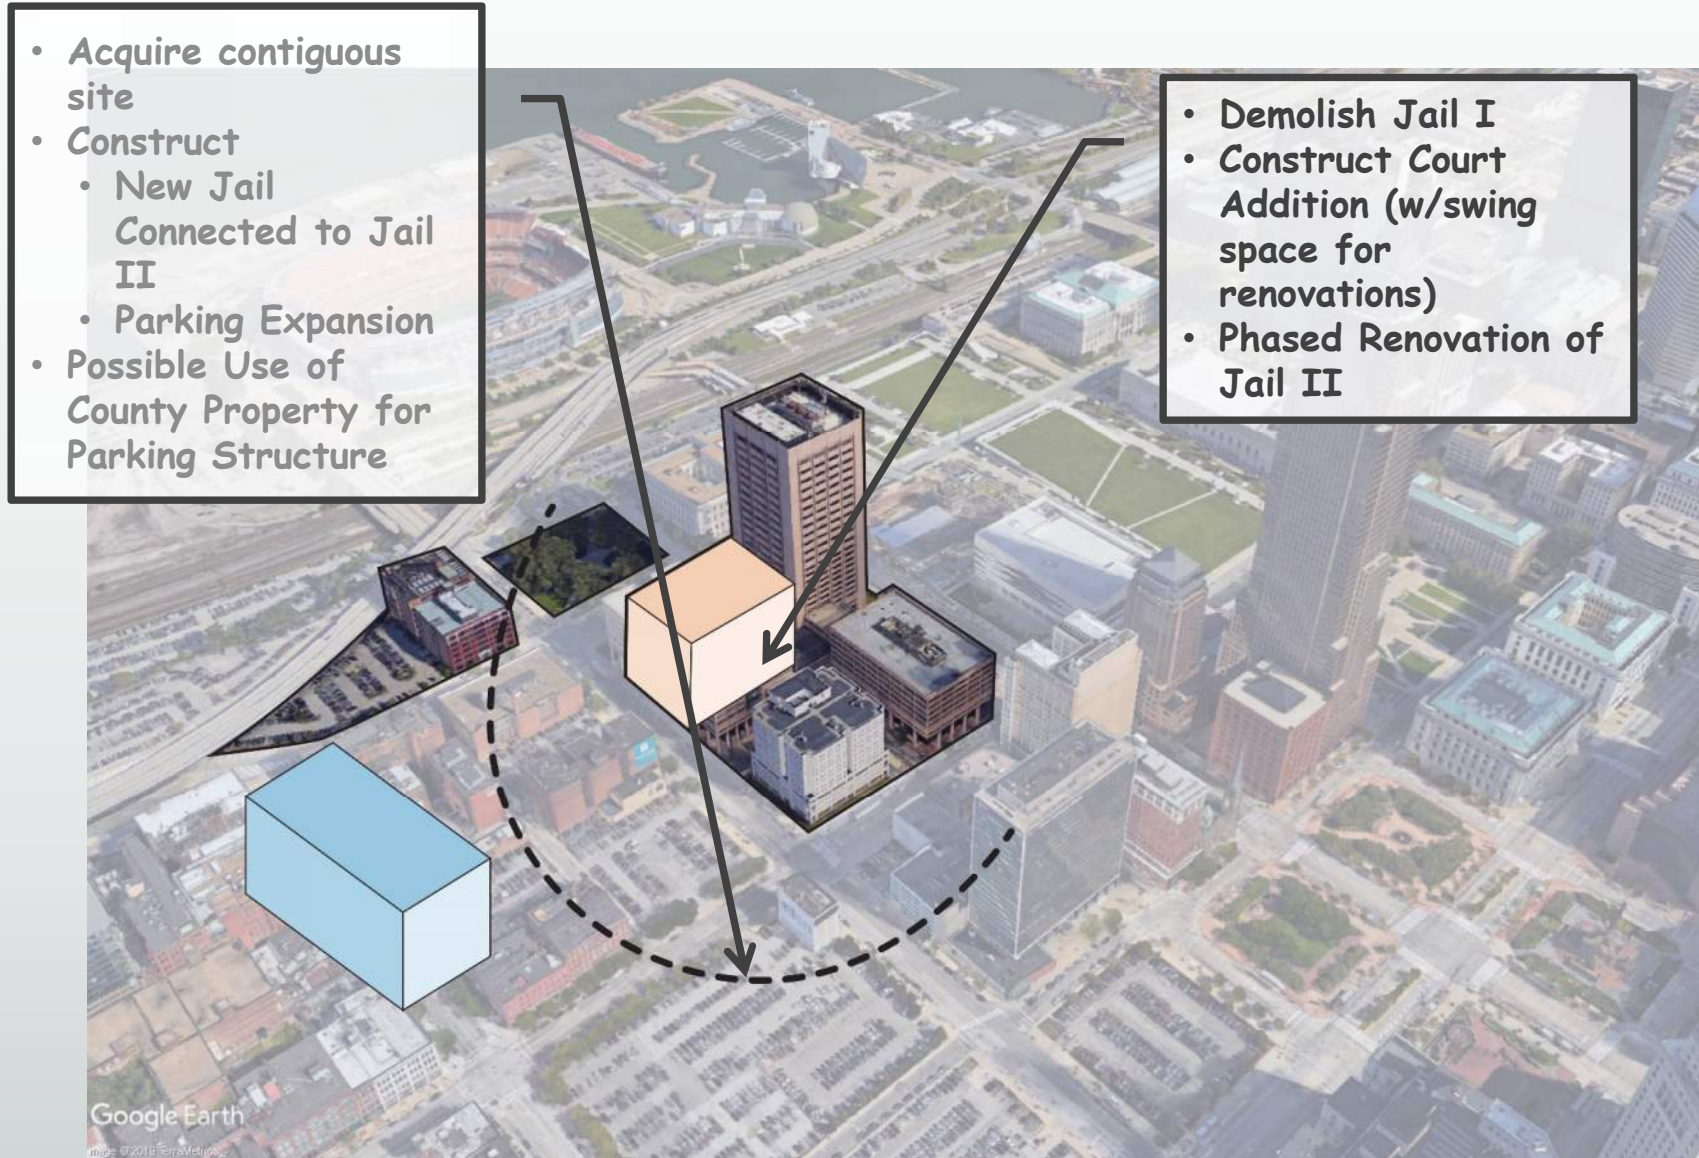 • Acquire contiguous
site
• Construct
• New Jail
Connected to Jail
II
• Parking Expansion
• Possible Use of
County Property for
Parking Structure
• Demolish Jail I
• Construct Court
Addition (w/swing
space for
renovations)
• Phased Renovation of
Jail II
Google Earth